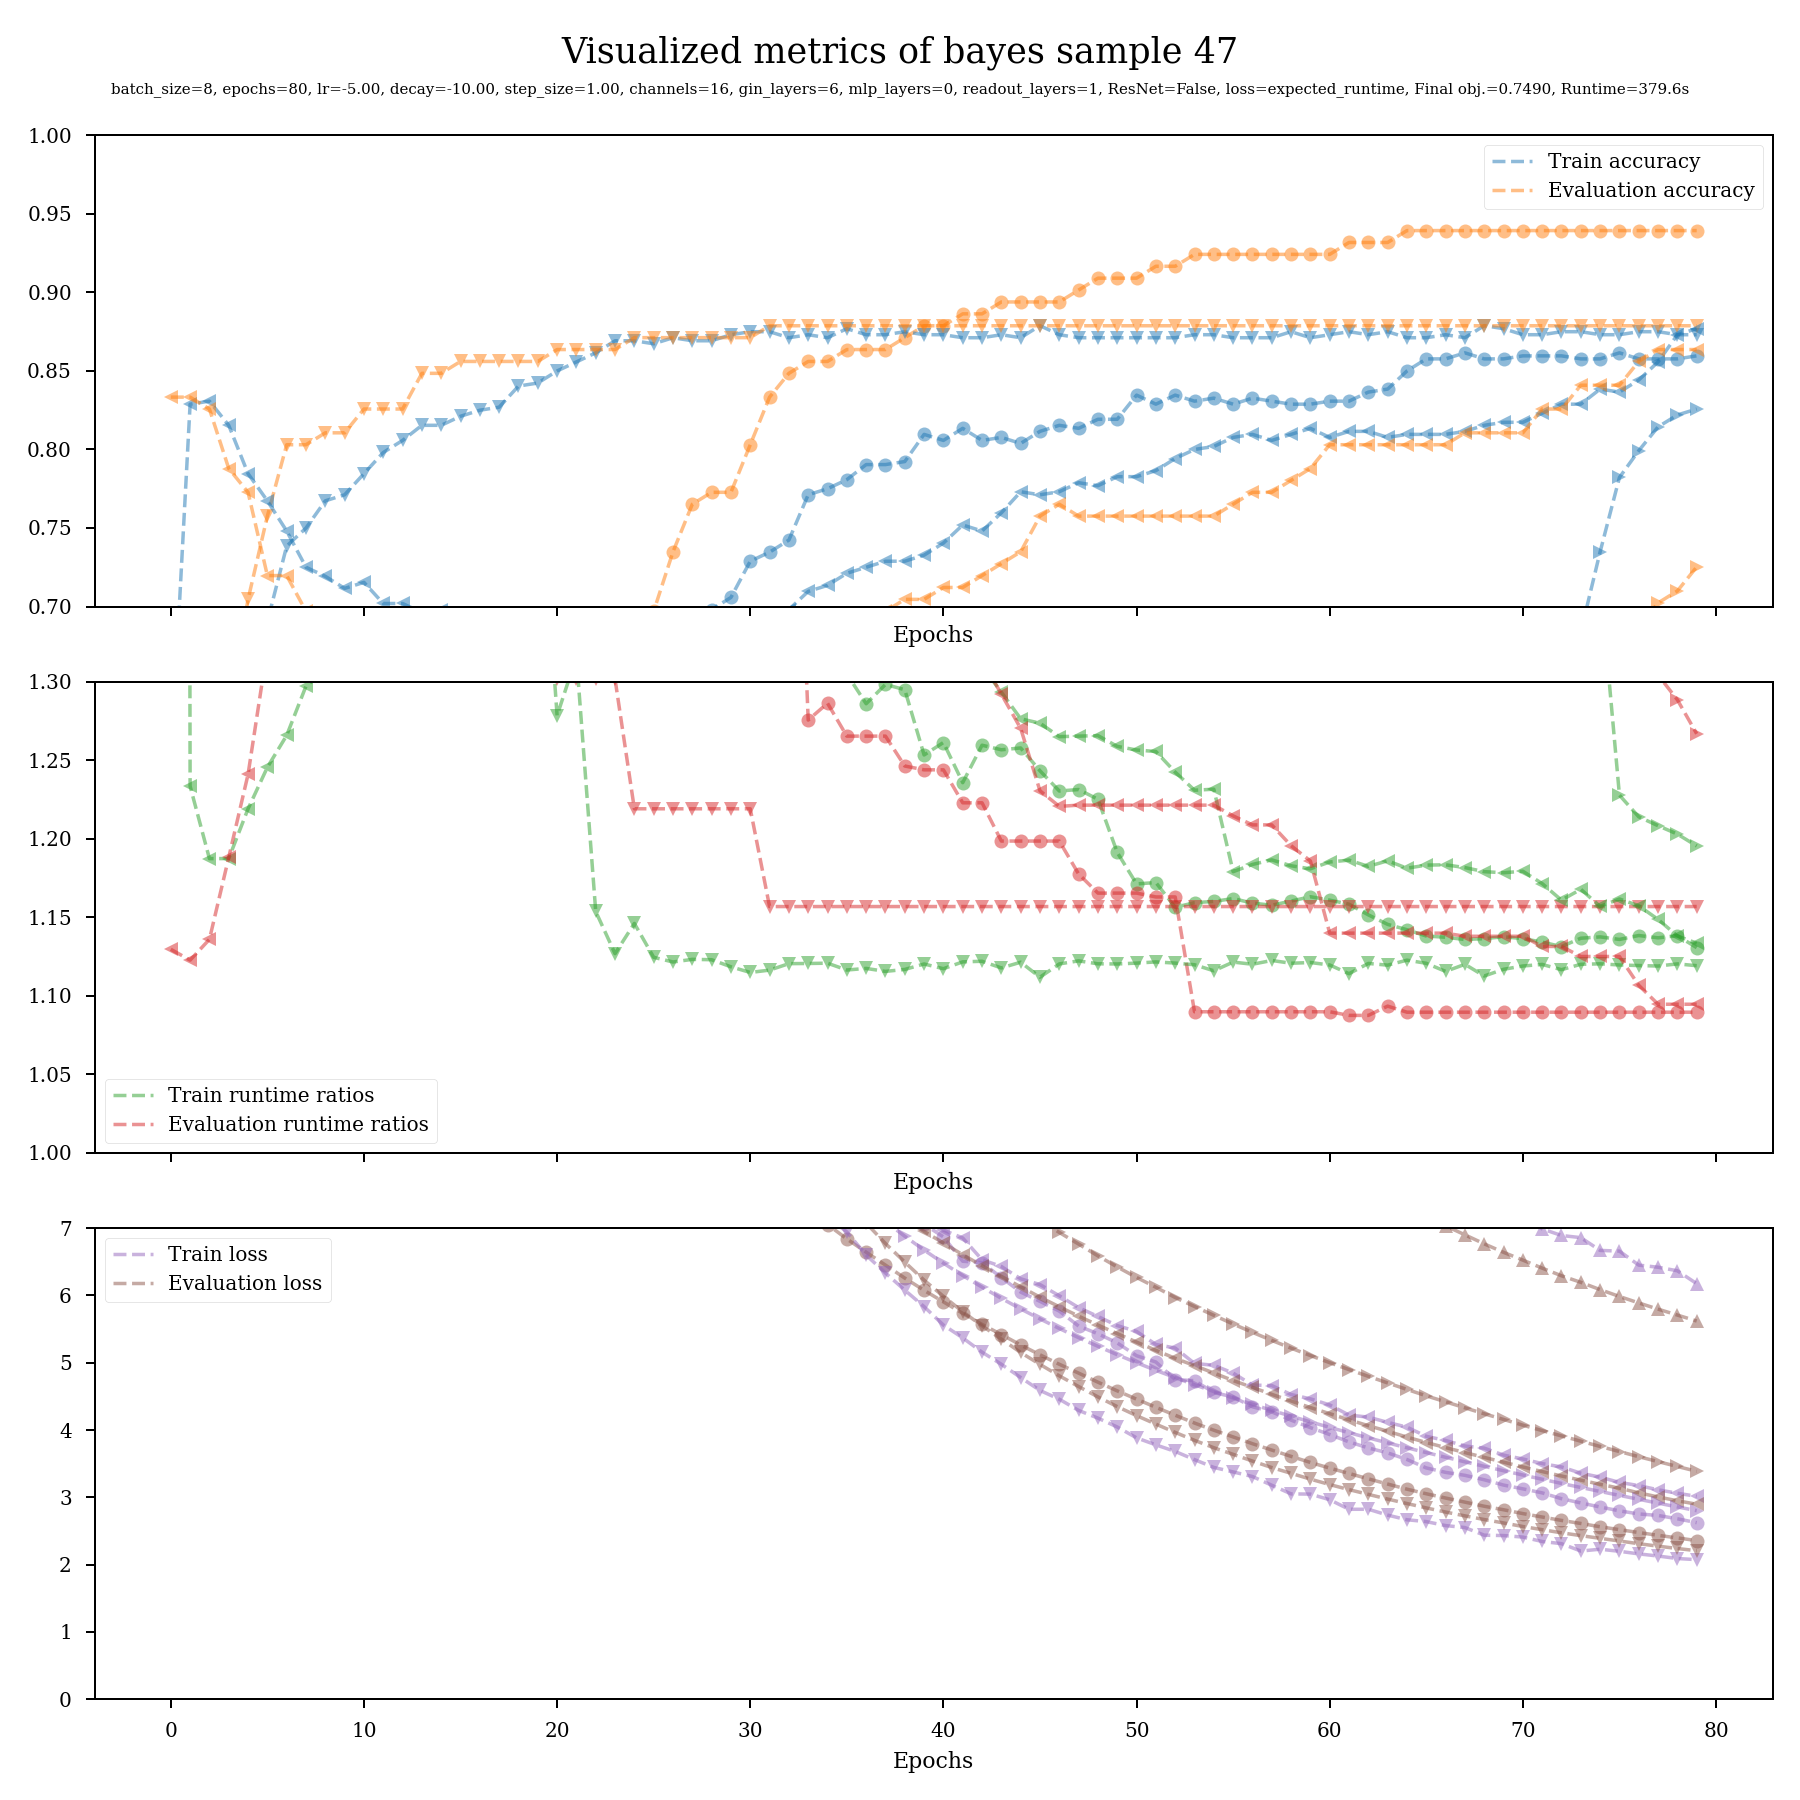 Visualized metrics of bayes sample 47
batch_size=8, epochs=80, lr=-5.00, decay=-10.00, step_size=1.00, channels=16, gin_layers=6, mlp_layers=0, readout_layers=1, ResNet=False, loss=expected_runtime, Final obj.=0.7490, Runtime=379.6s
1.00
0.95
0.90
0.85
0.80
0.75
0.70
Train accuracy
Evaluation accuracy
Epochs
1.30
1.25
1.20
1.15
1.10
1.05
1.00
Train runtime ratios
Evaluation runtime ratios
Epochs
7
6
5
4
3
2
1
0
Train loss
Evaluation loss
0 10 20 30 40 50 60 70 80
Epochs